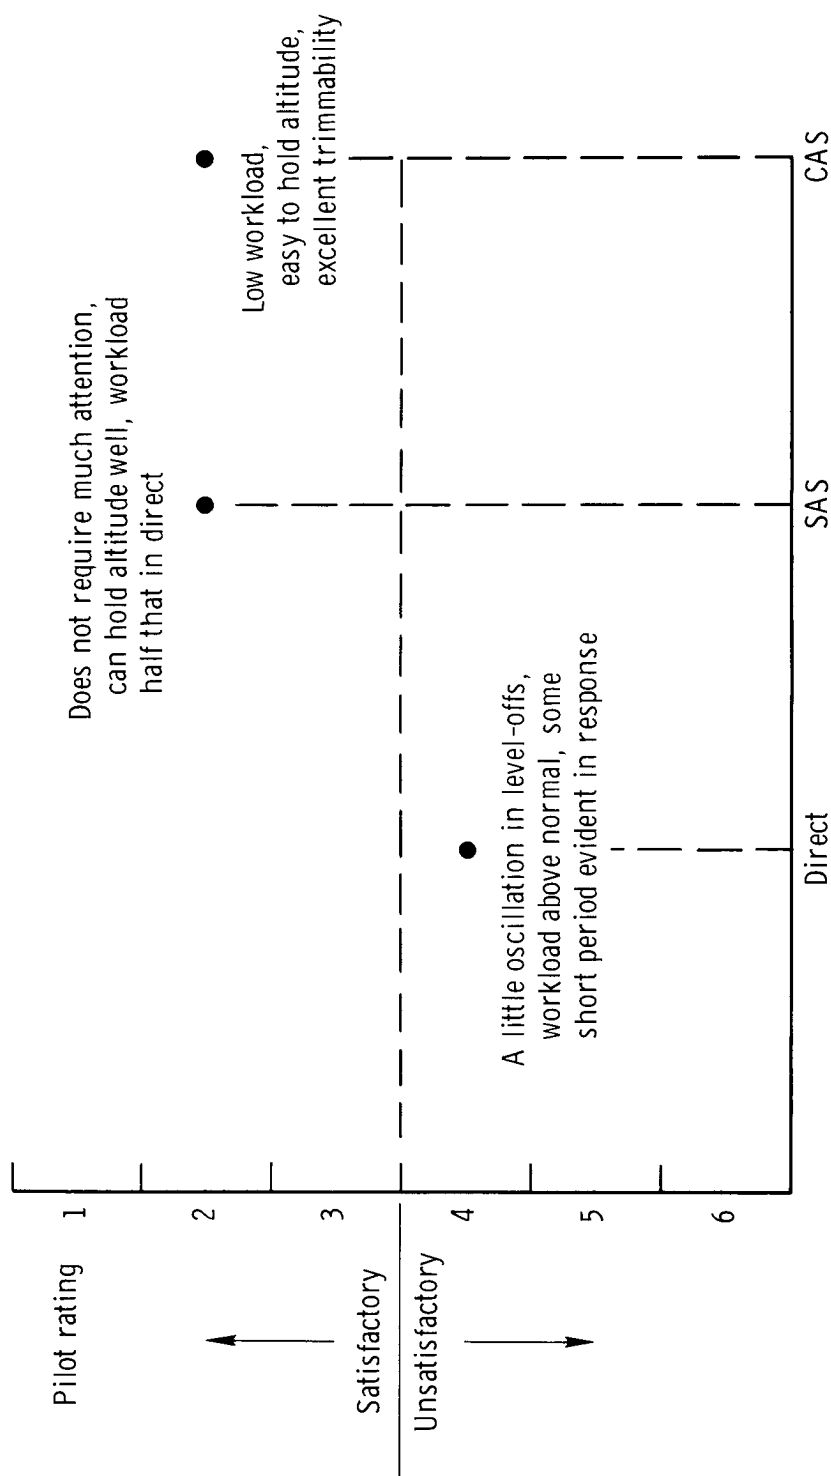 Pilot rating
1
2
3
4
5
6
Satisfactory
Unsatisfactory
Does not require much attention,
can hold altitude well, workload
half that in direct
Low workload,
easy to hold altitude,
excellent trimmability
A little oscillation in level-offs,
workload above normal, some
short period evident in response
Direct
SAS
CAS